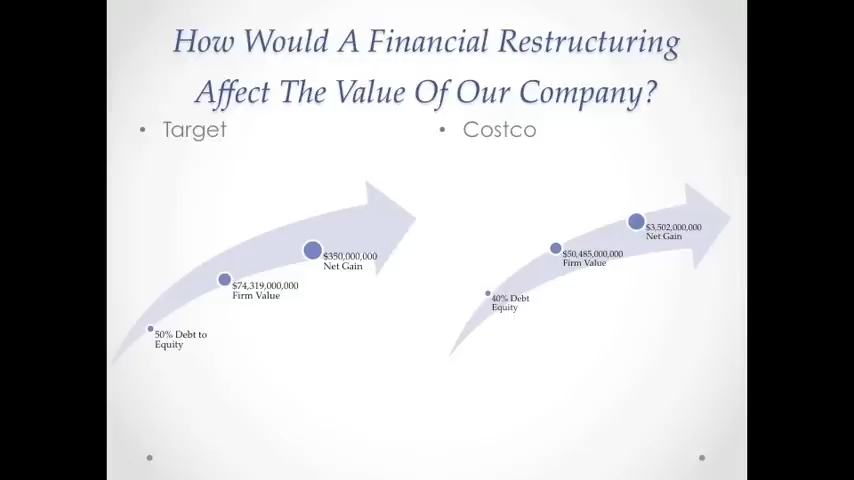 How Would A Financial Restructuring
Affect The Value Of Our Company?
• Target
50% Debt to
Equity
$74,319,000,000
Firm Value
$350,000,000
Net Gain
• Costco
40% Debt
Equity
$50,485,000,000
Firm Value
$3,502,000,000
Net Gain